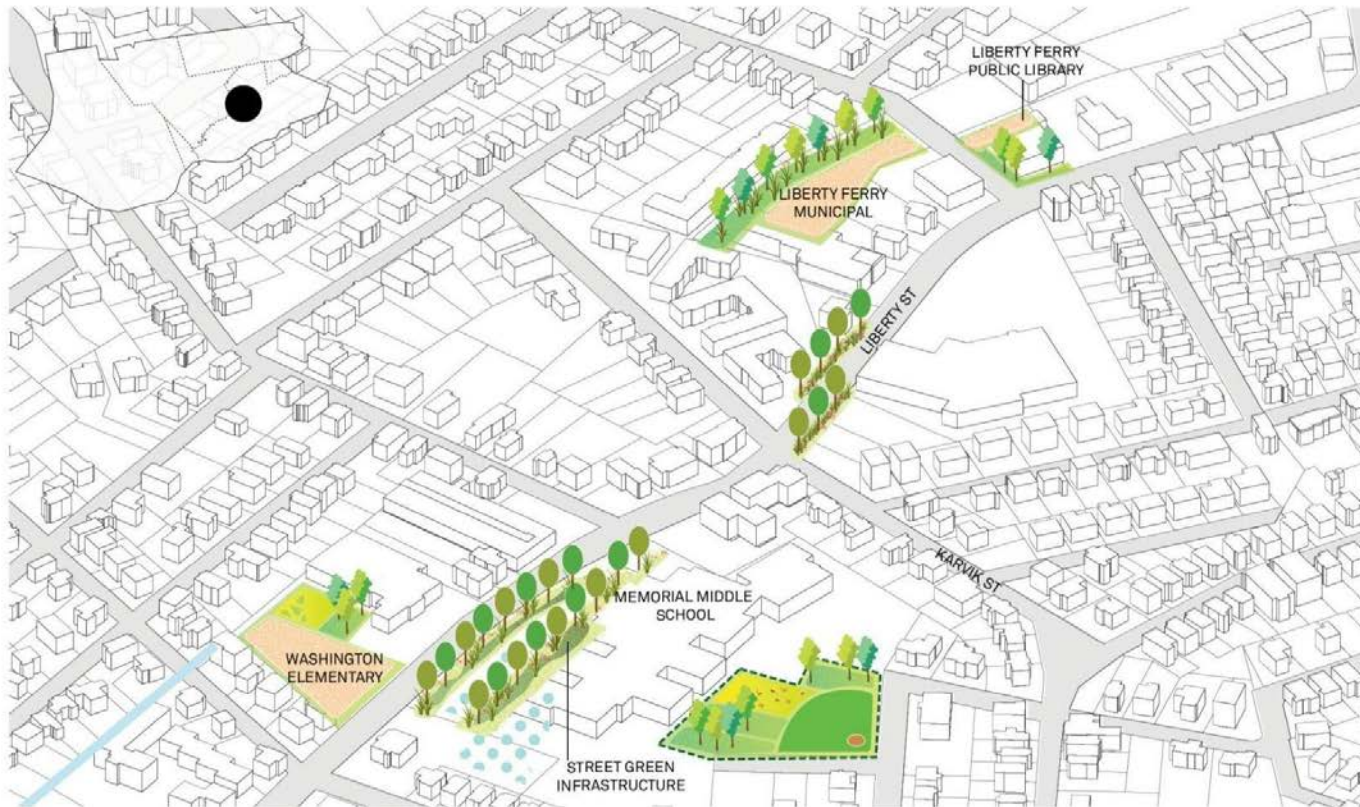 LIBERTY FERRY
PUBLIC LIBRARY
LIBERTY FERRY
MUNICIPAL
LIBERTY ST
KARVIK ST
MEMORIAL MIDDLE
SCHOOL
WASHINGTON
ELEMENTARY
STREET GREEN
INFRASTRUCTURE